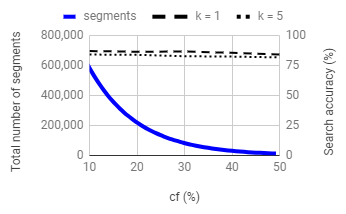 segments k = 1 k = 5
Total number of segments
800,000
600,000
400,000
200,000
0
100
75
50
25
0
Search accuracy (%)
10 20 30 40 50
cf (%)